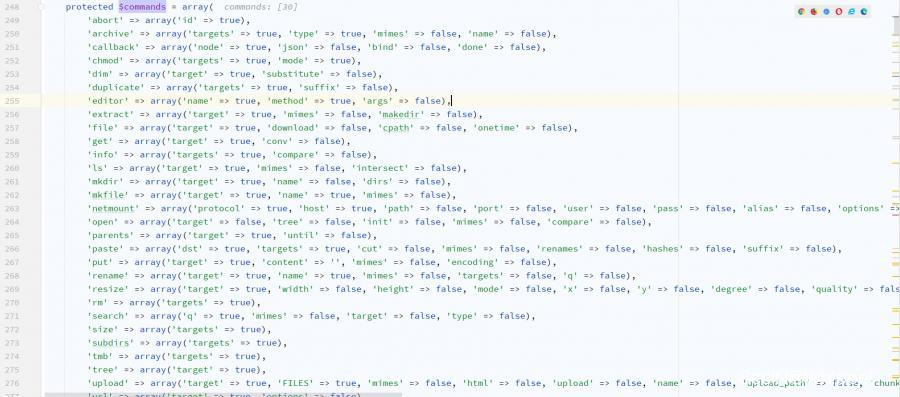 248 protected $commands = array( commands: [30]
249 'abort' => array('id' => true),
250 'archive' => array('targets' => true, 'type' => true, 'mimes' => false, 'name' => false),
251 'callback' => array('node' => true, 'json' => false, 'bind' => false, 'done' => false),
252 'chmod' => array('targets' => true, 'mode' => true),
253 'dim' => array('target' => true, 'substitute' => false),
254 'duplicate' => array('targets' => true, 'suffix' => false),
255 'editor' => array('name' => true, 'method' => true, 'args' => false),
256 'extract' => array('target' => true, 'mimes' => false, 'makedir' => false),
257 'file' => array('target' => true, 'download' => false, 'cpath' => false, 'onetime' => false),
258 'get' => array('target' => true, 'conv' => false),
259 'info' => array('targets' => true, 'compare' => false),
260 'ls' => array('target' => true, 'mimes' => false, 'intersect' => false),
261 'mkdir' => array('target' => true, 'name' => false, 'dirs' => false),
262 'mkfile' => array('target' => true, 'name' => true, 'mimes' => false),
263 'netmount' => array('protocol' => true, 'host' => true, 'path' => false, 'port' => false, 'user' => false, 'pass' => false, 'alias' => false, 'options' =>
264 'open' => array('target' => false, 'tree' => false, 'init' => false, 'mimes' => false, 'compare' => false),
265 'parents' => array('target' => true, 'until' => false),
266 'paste' => array('dst' => true, 'targets' => true, 'cut' => false, 'mimes' => false, 'renames' => false, 'hashes' => false, 'suffix' => false),
267 'put' => array('target' => true, 'content' => '', 'mimes' => false, 'encoding' => false),
268 'rename' => array('target' => true, 'name' => true, 'mimes' => false, 'targets' => false, 'q' => false),
269 'resize' => array('target' => true, 'width' => false, 'height' => false, 'mode' => false, 'x' => false, 'y' => false, 'degree' => false, 'quality' => fals
270 'rm' => array('targets' => true),
271 'search' => array('q' => true, 'mimes' => false, 'target' => false, 'type' => false),
272 'size' => array('targets' => true),
273 'subdirs' => array('targets' => true),
274 'tmb' => array('targets' => true),
275 'tree' => array('target' => true),
276 'upload' => array('target' => true, 'FILES' => true, 'mimes' => false, 'html' => false, 'upload' => false, 'name' => false, 'upload_path' => false, 'chunk
277 'url' => array('target' => true, 'options' => false)